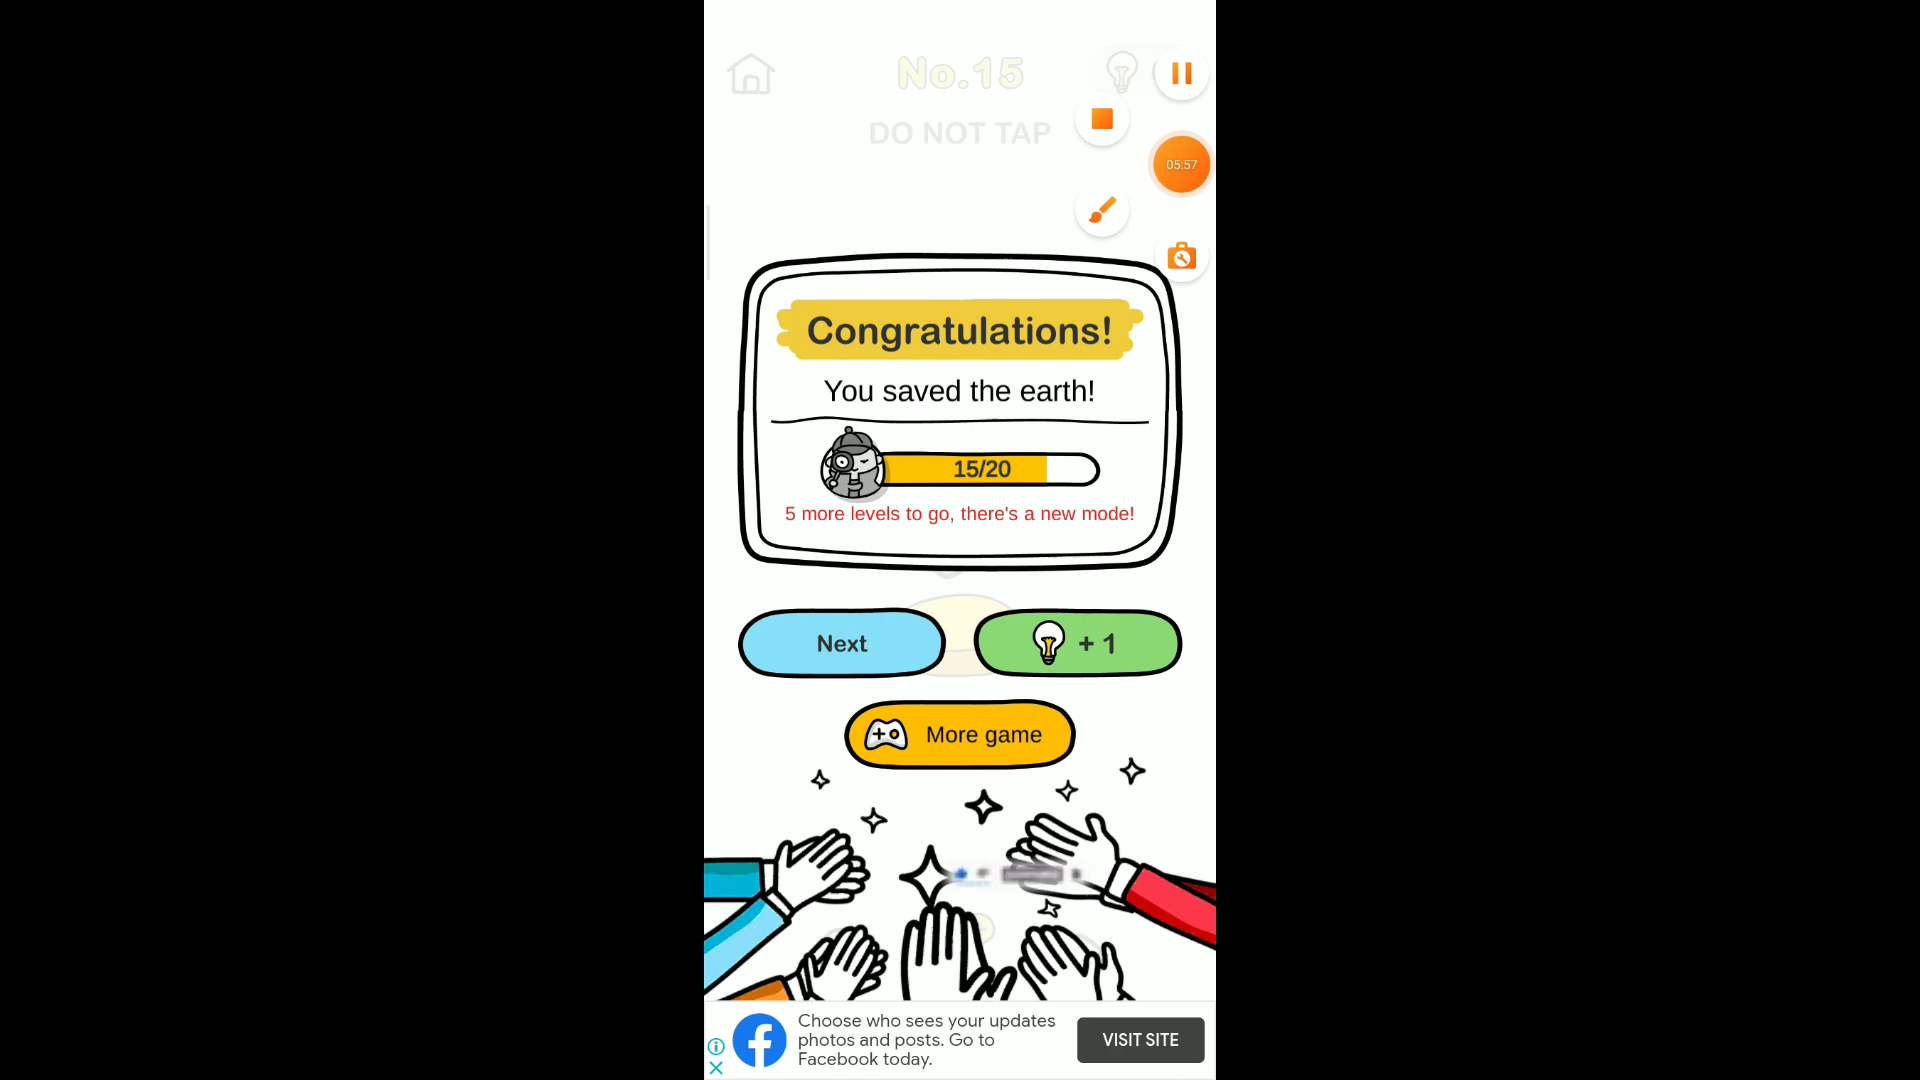 No.15
DO NOT TAP
05:57
Congratulations!
You saved the earth!
15/20
5 more levels to go, there's a new mode!
Next
+ 1
More game
Choose who sees your updates
photos and posts. Go to
Facebook today.
VISIT SITE